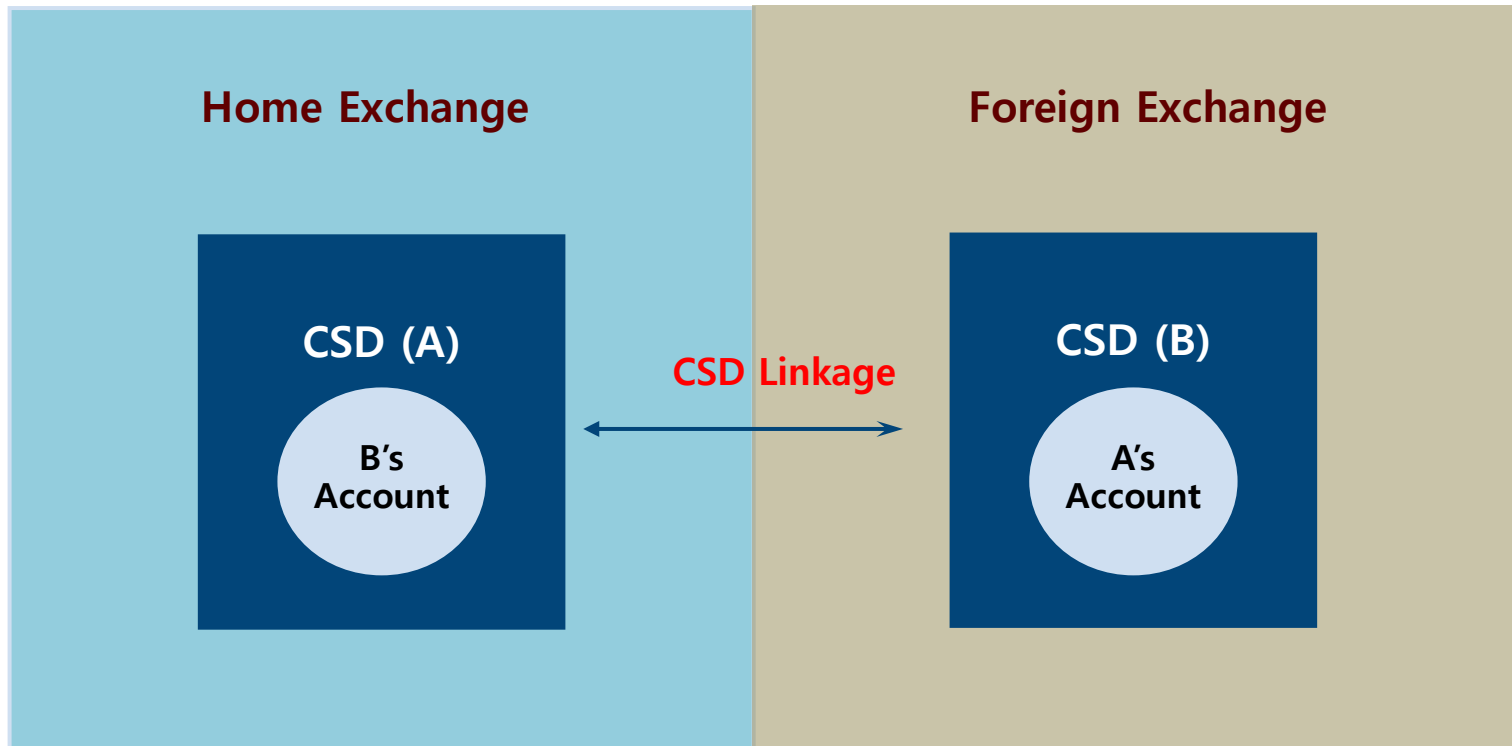 Home Exchange
Foreign Exchange
CSD (A)
CSD (B)
CSD Linkage
B’s
Account
A’s
Account